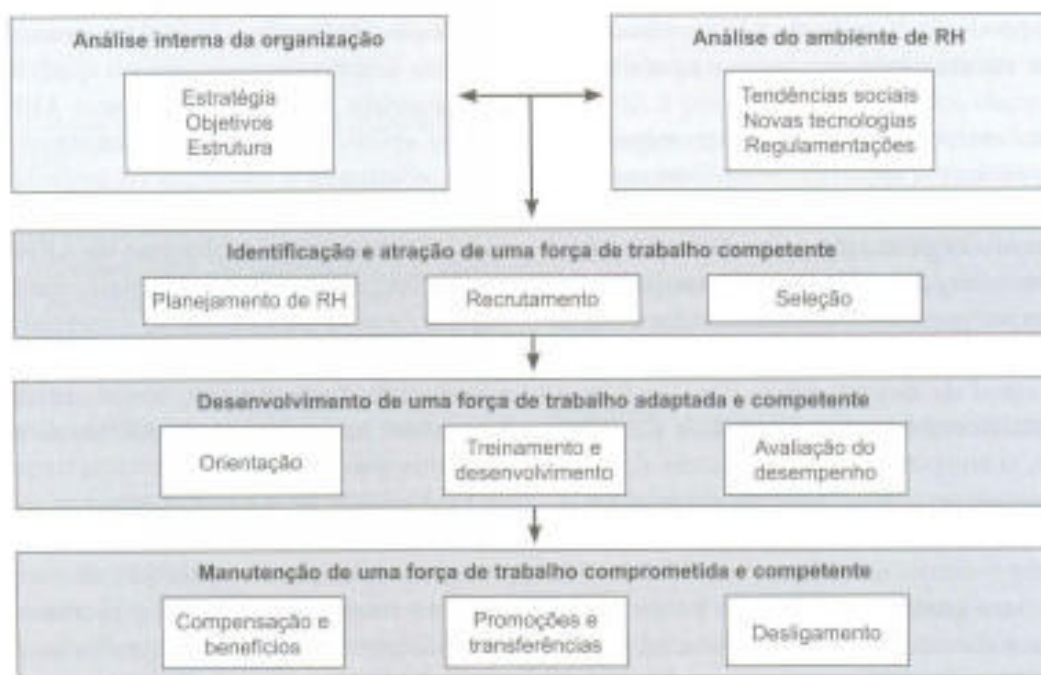 Análise interna da organização
Estratégia
Objetivos
Estrutura
Análise do ambiente de RH
Tendências sociais
Novas tecnologias
Regulamentações
Identificação e atração de uma força de trabalho competente
Planejamento de RH
Recrutamento
Seleção
Desenvolvimento de uma força de trabalho adaptada e competente
Orientação
Treinamento e
desenvolvimento
Avaliação do
desempenho
Manutenção de uma força de trabalho comprometida e competente
Compensação e
benefícios
Promoções e
transferências
Desligamento